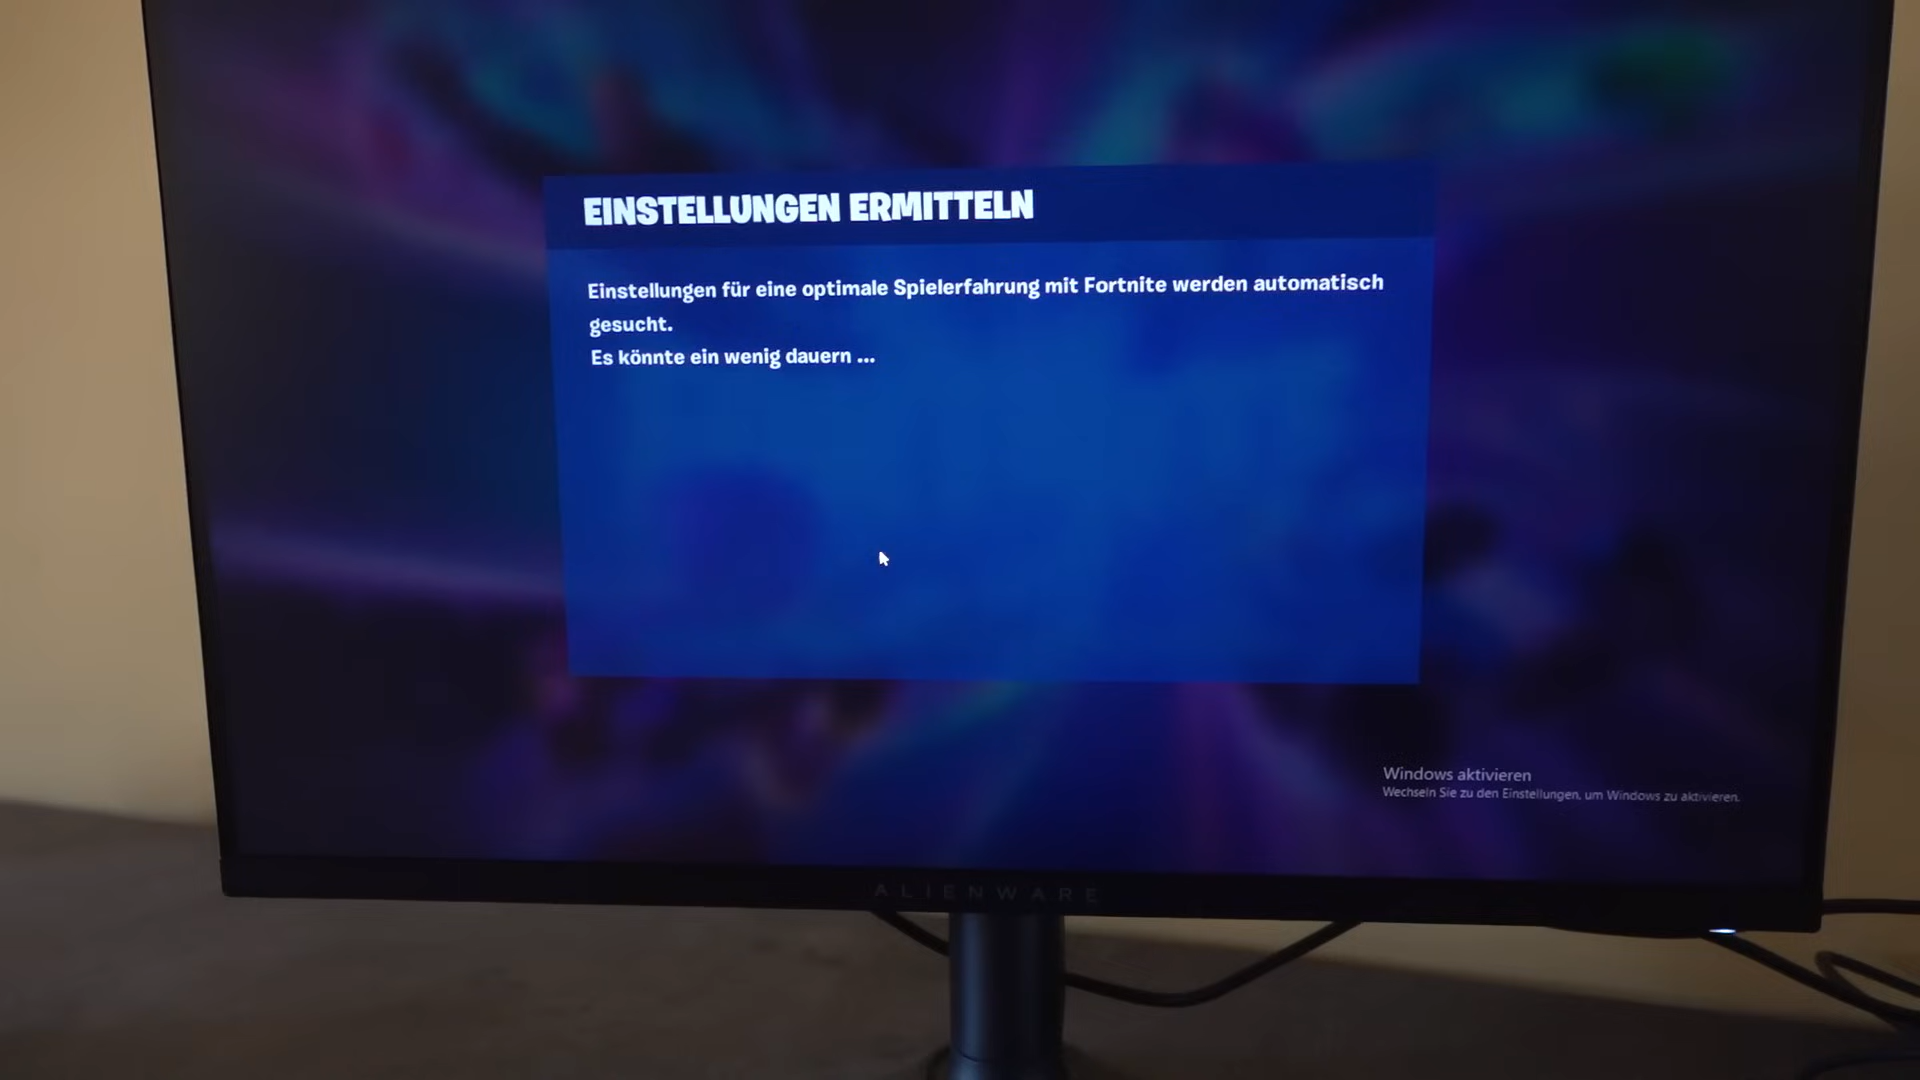 EINSTELLUNGEN ERMITTELN
Einstellungen für eine optimale Spielerfahrung mit Fortnite werden automatisch
gesucht.
Es könnte ein wenig dauern ...
Windows aktivieren
Wechseln Sie zu den Einstellungen, um Windows zu aktivieren.
ALIENWARE